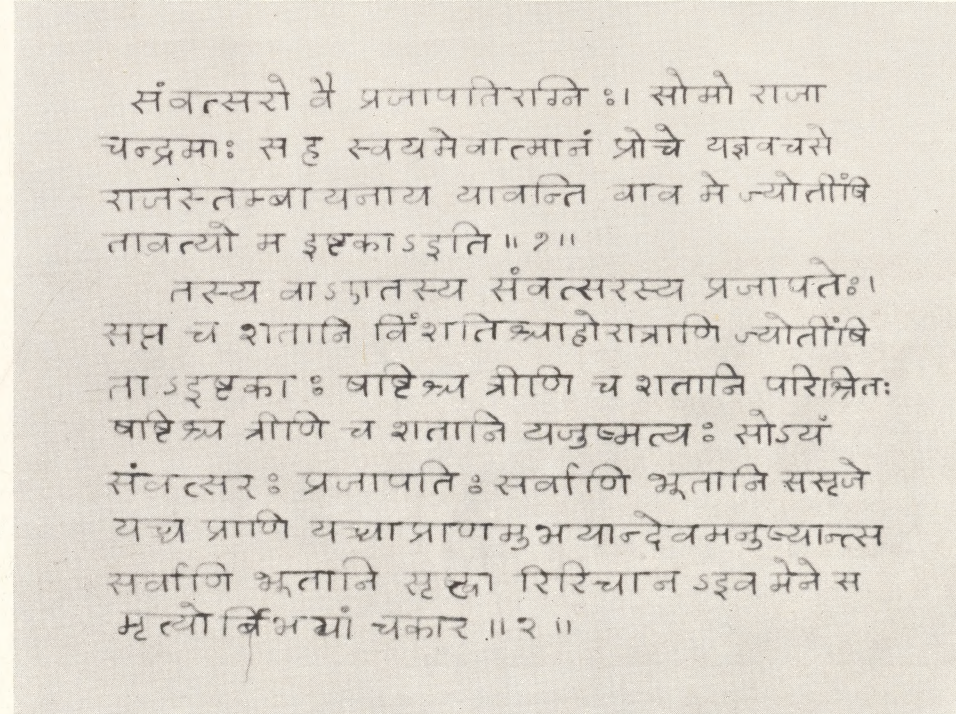 संवत्सरो वै प्रजापतिरग्निः। सोमो राजा
चन्द्रमाः स ह स्वयमेवात्मानं प्रोचे यज्ञवचसे
राजस्तम्बायनाय यावन्ति वाव मे ज्योतींषि
तावत्यो म इष्टकाऽइति ॥१॥
तस्य वाऽएतस्य संवत्सरस्य प्रजापतेः।
सप्त च शतानि विंशतिश्चाहोरात्राणि ज्योतींषि
ताऽइष्टकाः षष्टिश्च त्रीणि च शतानि परिश्रितः
षष्टिश्च त्रीणि च शतानि यजुष्मत्यः सोऽयं
संवत्सरः प्रजापतिः सर्वाणि भूतानि ससृजे
यच्च प्राणि यच्चाप्राणमुभयान्देवमनुष्यान्त्स
सर्वाणि भूतानि सृष्ट्वा रिरिचान ऽइव मेने स
मृत्योर्बिभयां चकार ॥२॥